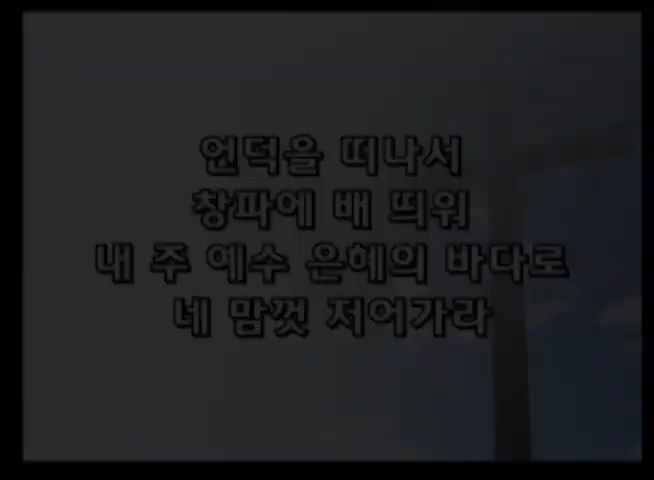 언덕을 떠나서
창파에 배 띄워
내 주 예수 은혜의 바다로
네 맘껏 저어가라